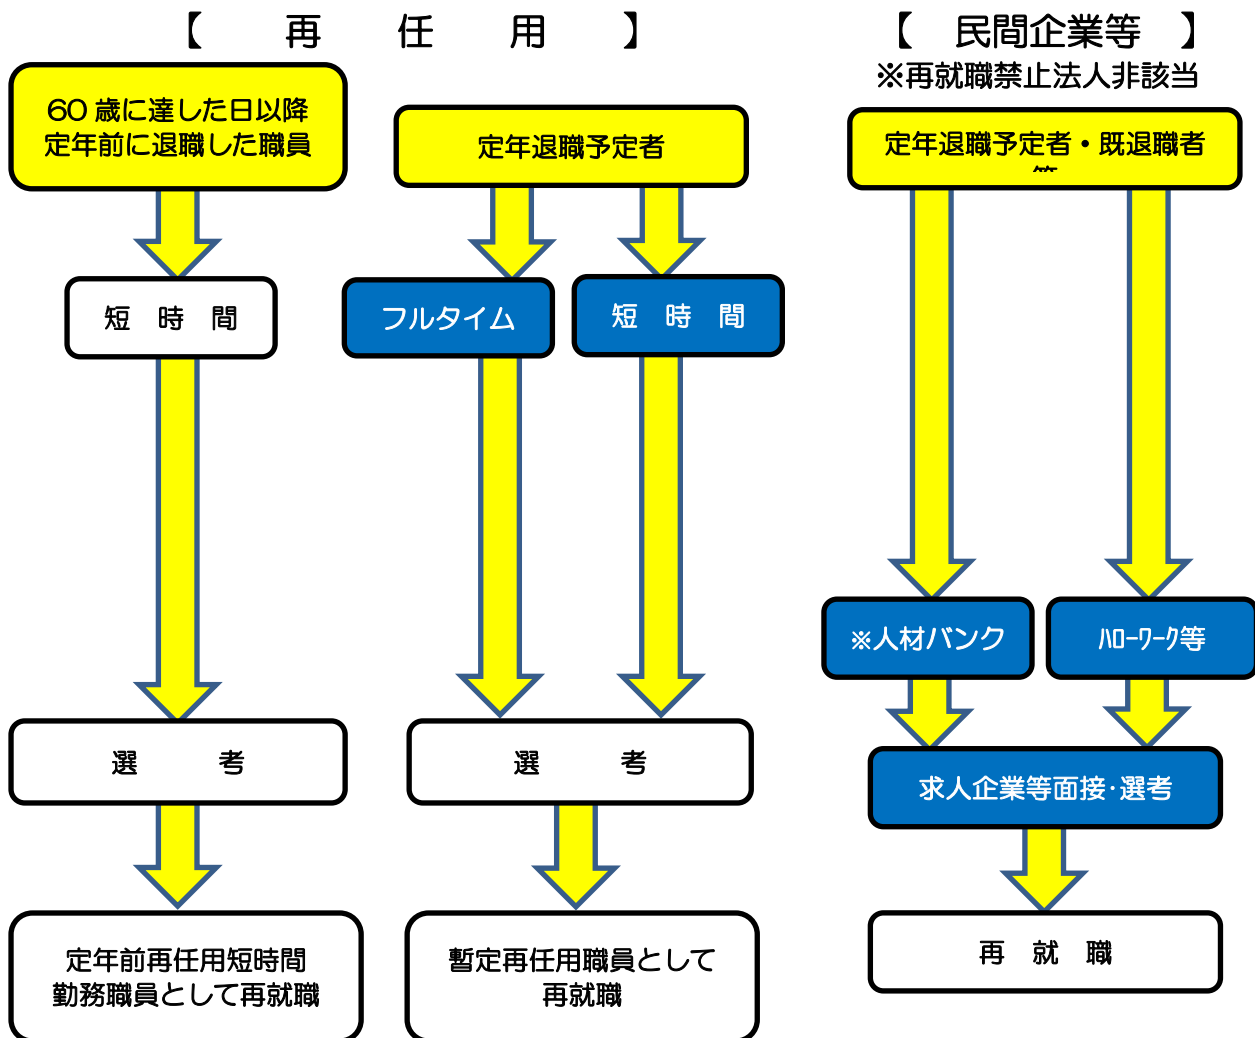 【　再　任　用　】
60歳に達した日以降
定年前に退職した職員
定年退職予定者
短　時　間
フルタイム
短　時　間
選　考
選　考
定年前再任用短時間
勤務職員として再就職
暫定再任用職員として
再就職
【　民間企業等　】
※再就職禁止法人非該当
定年退職予定者・既退職者
※人材バンク
ﾊﾛｰﾜｰｸ等
求人企業等面接・選考
再　就　職